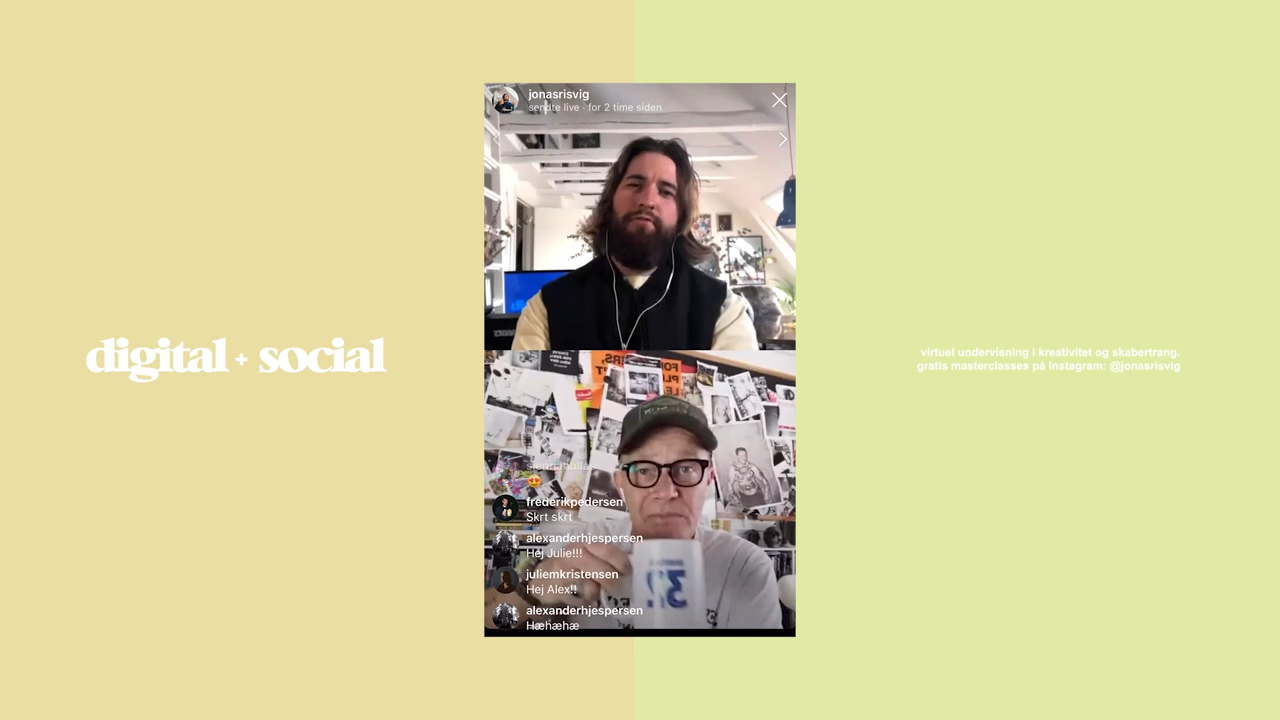 digital + social
jonasrisvig
sendte live · for 2 time siden
😍
frederikpedersen
Skrt skrt
alexanderhjespersen
Hej Julie!!!
juliemkristensen
Hej Alex!!
alexanderhjespersen
Hæhæhæ
32
virtuel undervisning i kreativitet og skabertrang.
gratis masterclasses på Instagram: @jonasrisvig